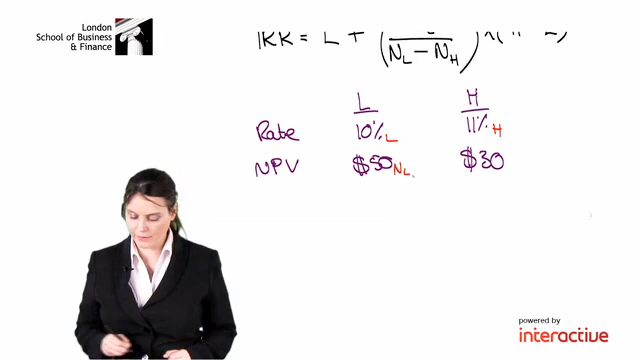 London
School of Business
& Finance
IRR = L +
N_L - N_H
L H
Rate 10% L 11% H
NPV $50 N_L $30
powered by
interactive